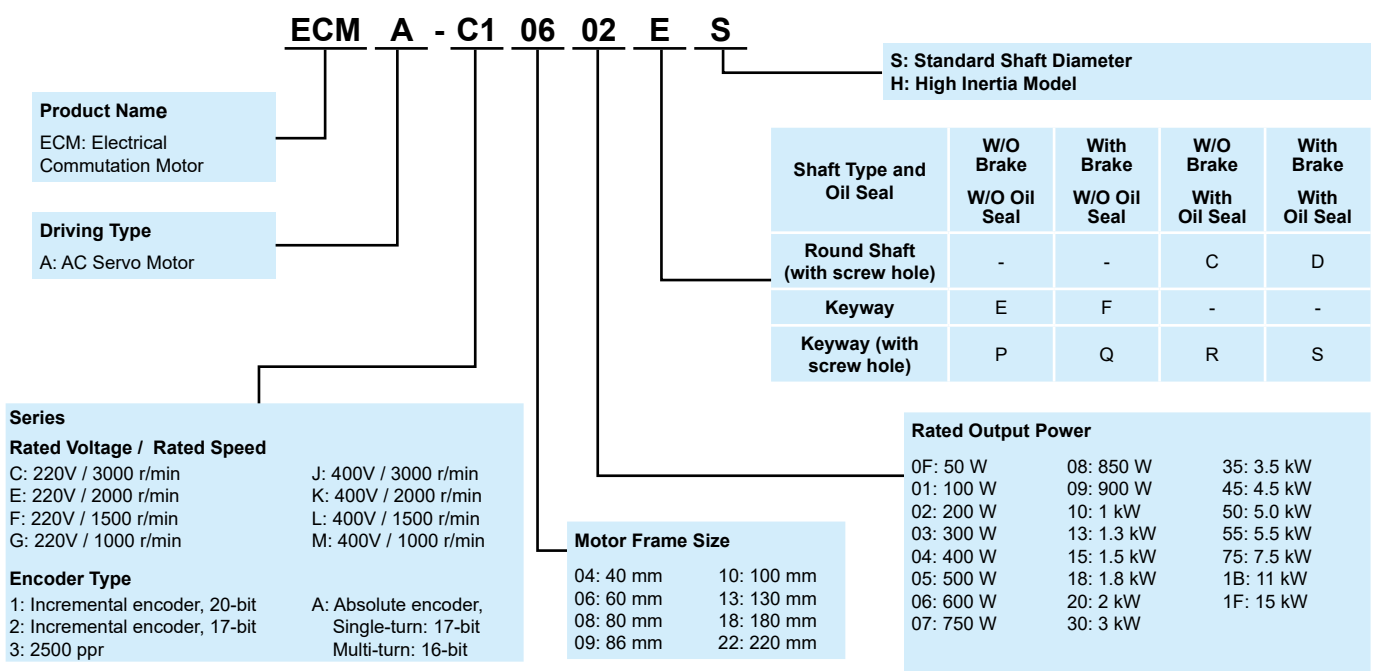 ECM A - C1 06 02 E S
S: Standard Shaft Diameter
H: High Inertia Model
Product Name
ECM: Electrical
Commutation Motor
Driving Type
A: AC Servo Motor
Shaft Type and
Oil Seal
W/O
Brake
W/O Oil
Seal
With
Brake
W/O Oil
Seal
W/O
Brake
With
Oil Seal
With
Brake
With
Oil Seal
Round Shaft
(with screw hole)
- - C D
Keyway
E F - -
Keyway (with
screw hole)
P Q R S
Series
Rated Voltage / Rated Speed
C: 220V / 3000 r/min
E: 220V / 2000 r/min
F: 220V / 1500 r/min
G: 220V / 1000 r/min
J: 400V / 3000 r/min
K: 400V / 2000 r/min
L: 400V / 1500 r/min
M: 400V / 1000 r/min
Encoder Type
1: Incremental encoder, 20-bit
2: Incremental encoder, 17-bit
3: 2500 ppr
A: Absolute encoder,
Single-turn: 17-bit
Multi-turn: 16-bit
Motor Frame Size
04: 40 mm
06: 60 mm
08: 80 mm
09: 86 mm
10: 100 mm
13: 130 mm
18: 180 mm
22: 220 mm
Rated Output Power
0F: 50 W
01: 100 W
02: 200 W
03: 300 W
04: 400 W
05: 500 W
06: 600 W
07: 750 W
08: 850 W
09: 900 W
10: 1 kW
13: 1.3 kW
15: 1.5 kW
18: 1.8 kW
20: 2 kW
30: 3 kW
35: 3.5 kW
45: 4.5 kW
50: 5.0 kW
55: 5.5 kW
75: 7.5 kW
1B: 11 kW
1F: 15 kW